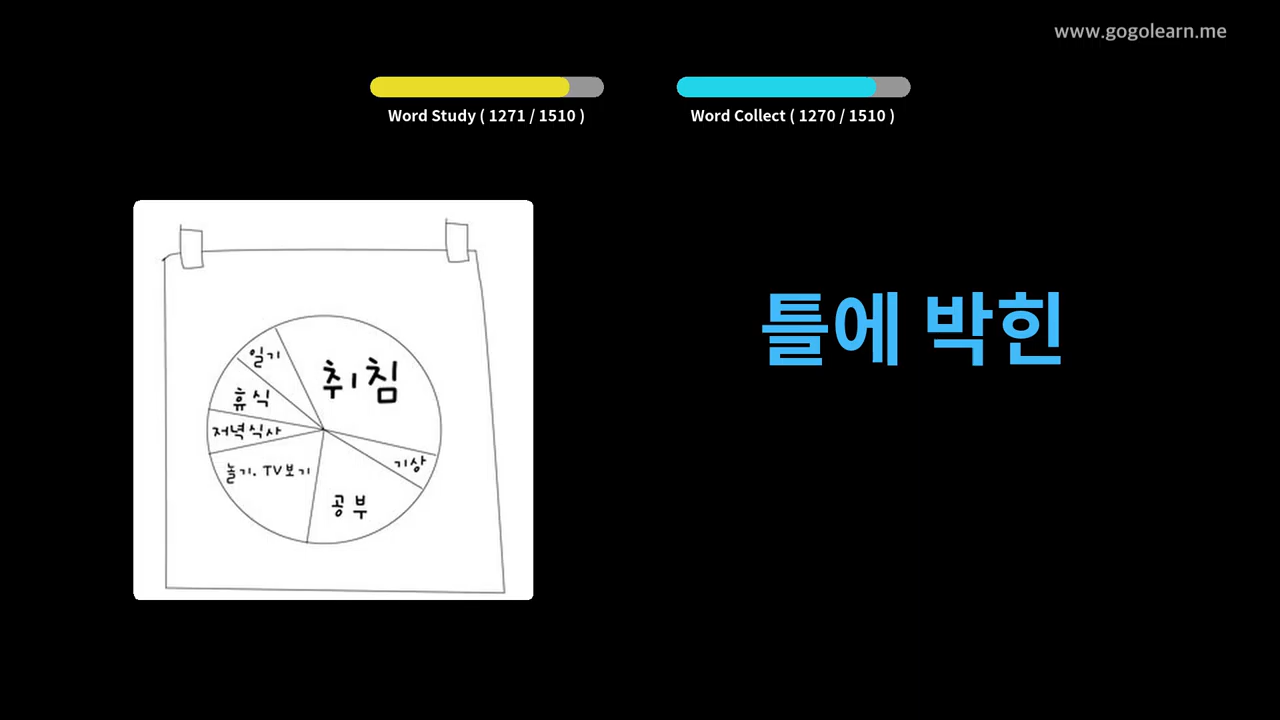 www.gogolearn.me
Word Study ( 1271 / 1510 )
Word Collect ( 1270 / 1510 )
일기
취침
휴식
저녁식사
놀기. TV보기
기상
공부
틀에 박힌